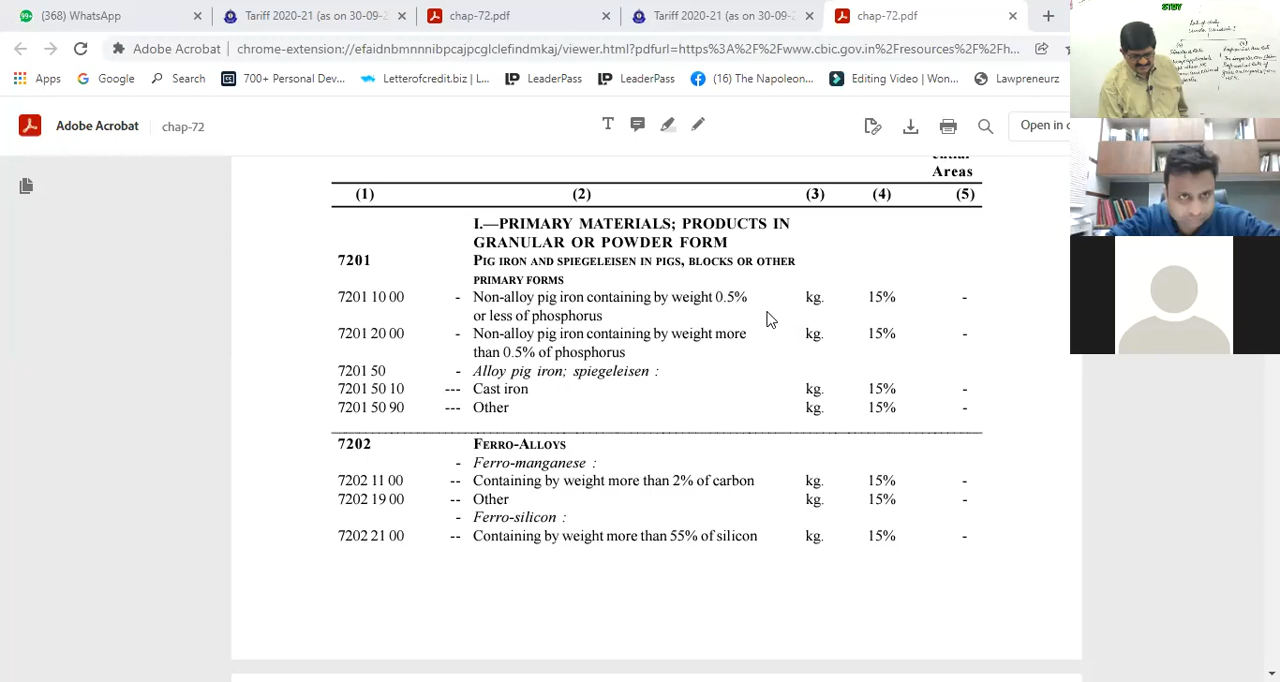 (368) WhatsApp
Tariff 2020-21 (as on 30-09-2
chap-72.pdf
Tariff 2020-21 (as on 30-09-2
chap-72.pdf
Adobe Acrobat | chrome-extension://efaidnbmnnnibpcajpcglclefindmkaj/viewer.html?pdfurl=https%3A%2F%2Fwww.cbic.gov.in%2Fresources%2F%2Fh...
Apps Google Search 700+ Personal Dev... Letterofcredit.biz | L... LeaderPass LeaderPass (16) The Napoleon... Editing Video | Won... Lawpreneur
Adobe Acrobat chap-72 Open in
Areas
(1) (2) (3) (4) (5)
I.—PRIMARY MATERIALS; PRODUCTS IN
GRANULAR OR POWDER FORM
7201 PIG IRON AND SPIEGELEISEN IN PIGS, BLOCKS OR OTHER
PRIMARY FORMS
7201 10 00 - Non-alloy pig iron containing by weight 0.5% kg. 15% -
or less of phosphorus
7201 20 00 - Non-alloy pig iron containing by weight more kg. 15% -
than 0.5% of phosphorus
7201 50 - Alloy pig iron; spiegeleisen :
7201 50 10 --- Cast iron kg. 15% -
7201 50 90 --- Other kg. 15% -
7202 FERRO-ALLOYS
- Ferro-manganese :
7202 11 00 -- Containing by weight more than 2% of carbon kg. 15% -
7202 19 00 -- Other kg. 15% -
- Ferro-silicon :
7202 21 00 -- Containing by weight more than 55% of silicon kg. 15% -